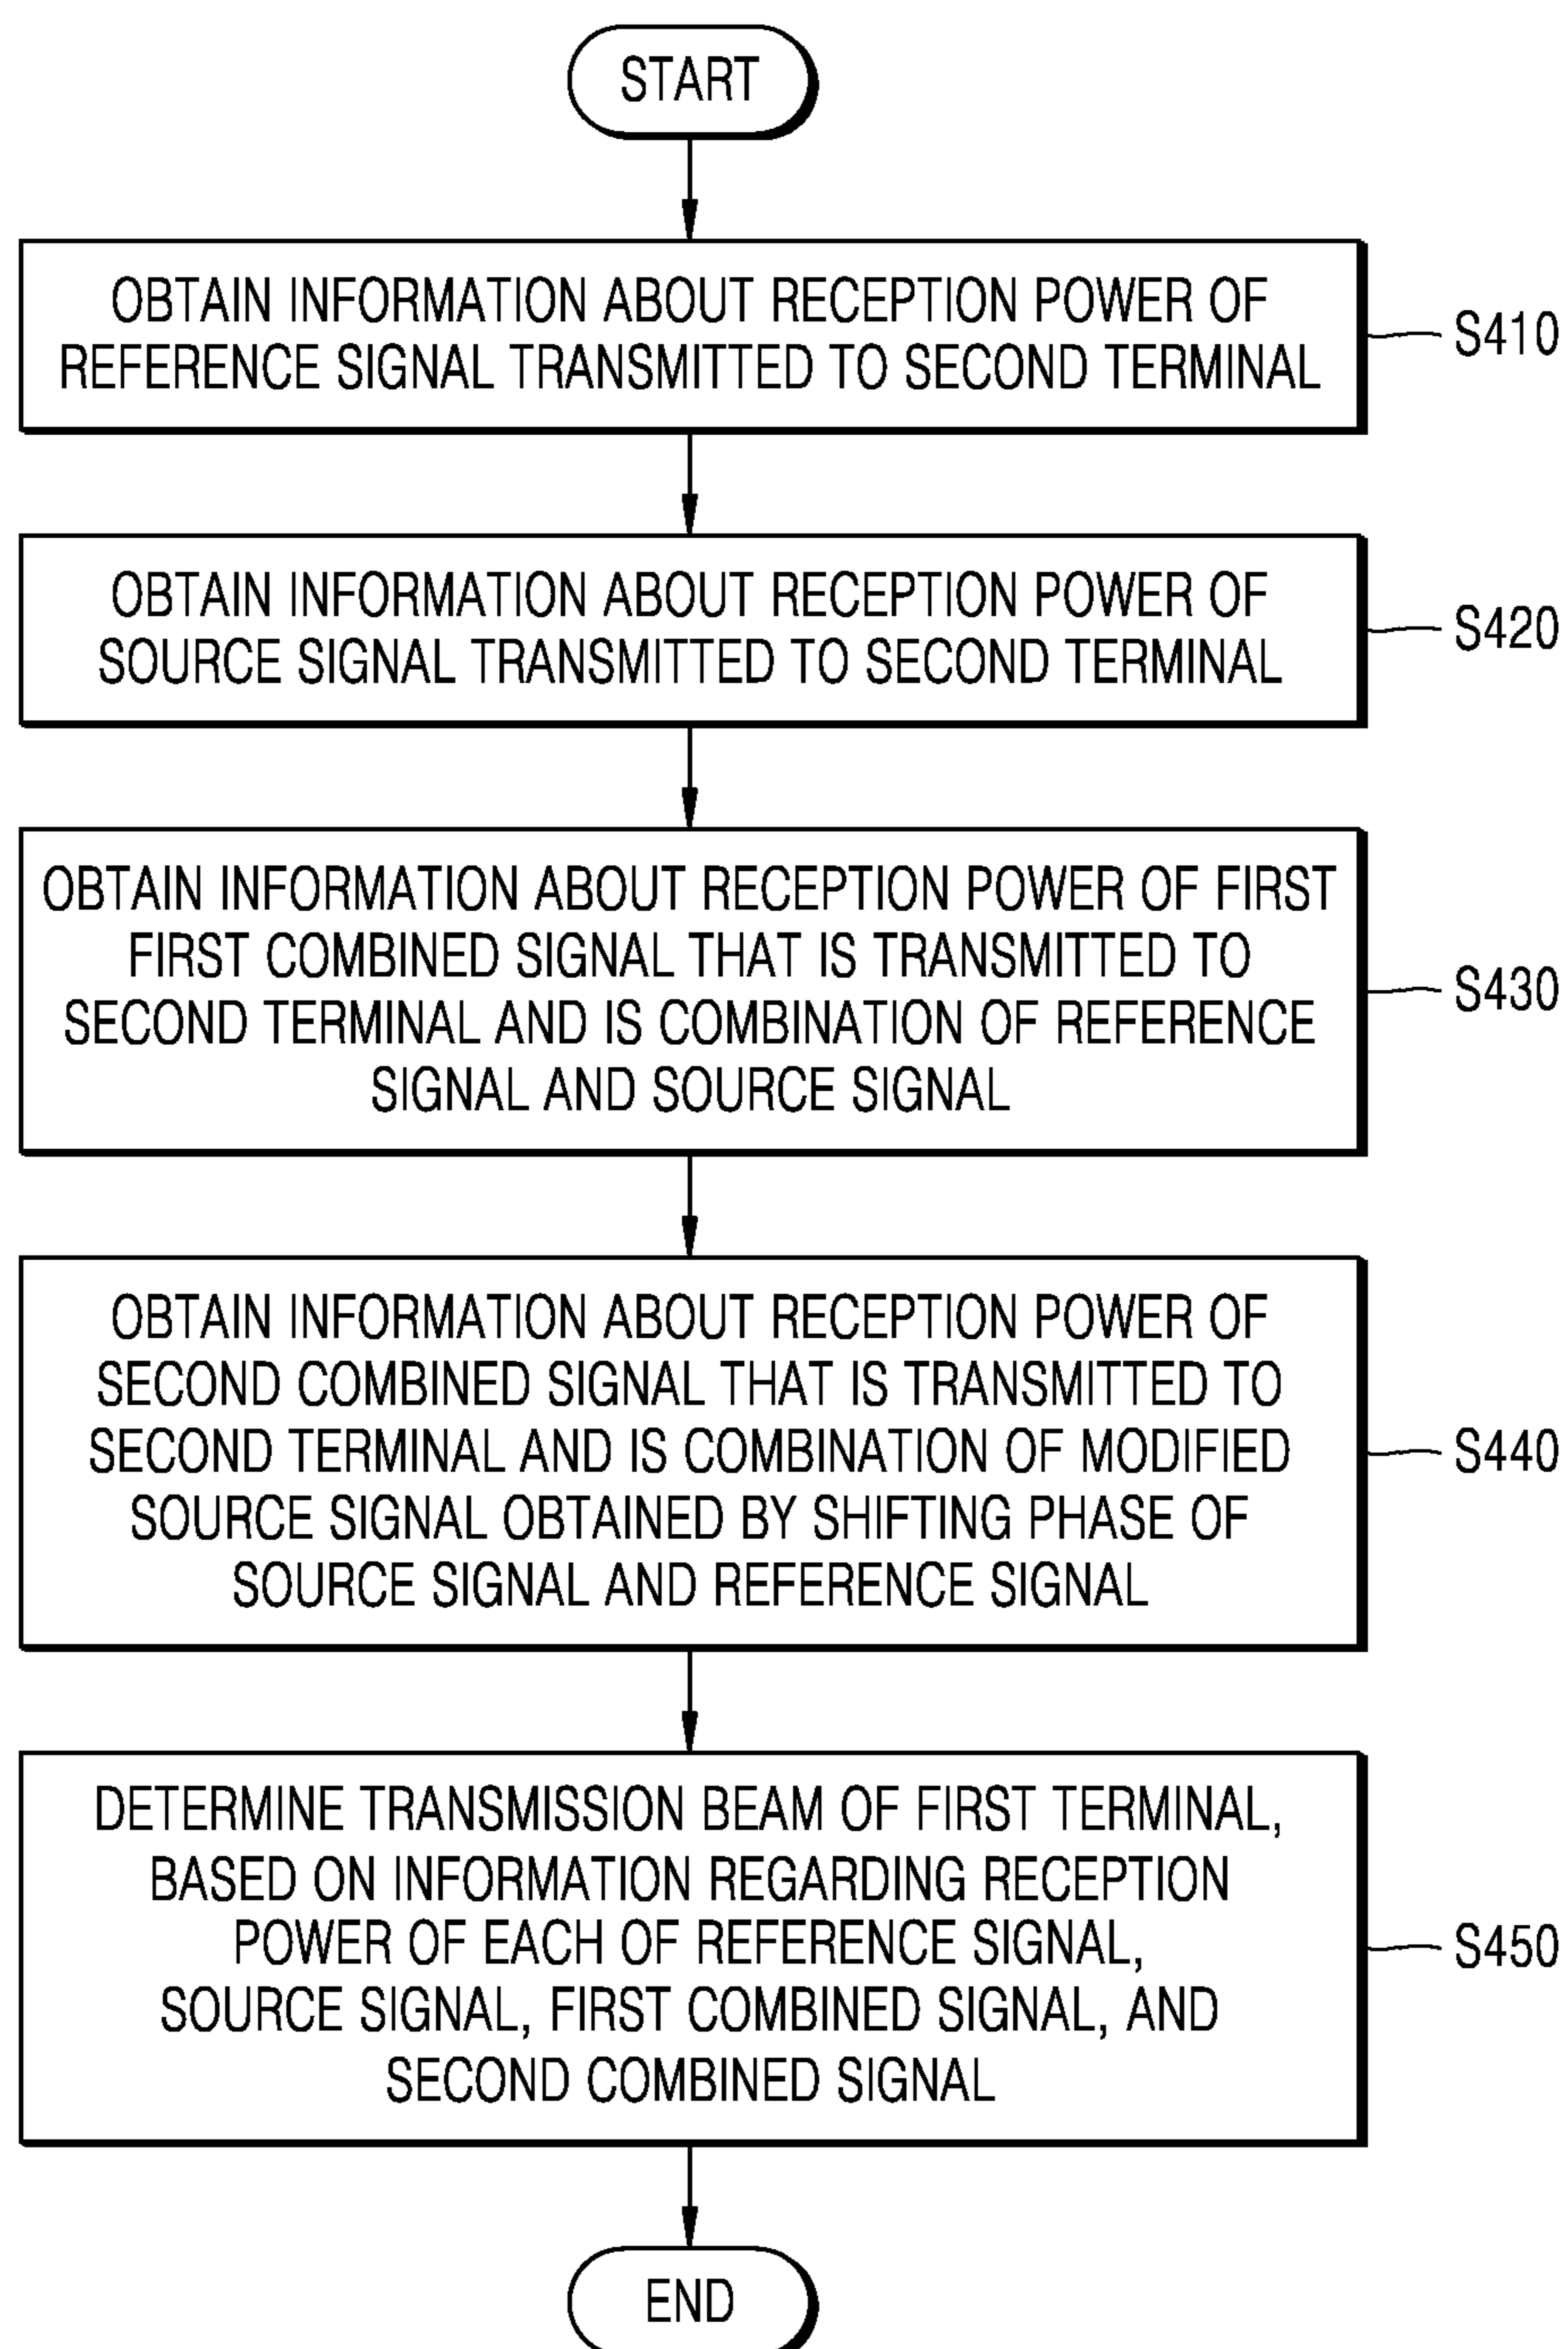 START
OBTAIN INFORMATION ABOUT RECEPTION POWER OF
REFERENCE SIGNAL TRANSMITTED TO SECOND TERMINAL
S410
OBTAIN INFORMATION ABOUT RECEPTION POWER OF
SOURCE SIGNAL TRANSMITTED TO SECOND TERMINAL
S420
OBTAIN INFORMATION ABOUT RECEPTION POWER OF FIRST
FIRST COMBINED SIGNAL THAT IS TRANSMITTED TO
SECOND TERMINAL AND IS COMBINATION OF REFERENCE
SIGNAL AND SOURCE SIGNAL
S430
OBTAIN INFORMATION ABOUT RECEPTION POWER OF
SECOND COMBINED SIGNAL THAT IS TRANSMITTED TO
SECOND TERMINAL AND IS COMBINATION OF MODIFIED
SOURCE SIGNAL OBTAINED BY SHIFTING PHASE OF
SOURCE SIGNAL AND REFERENCE SIGNAL
S440
DETERMINE TRANSMISSION BEAM OF FIRST TERMINAL,
BASED ON INFORMATION REGARDING RECEPTION
POWER OF EACH OF REFERENCE SIGNAL,
SOURCE SIGNAL, FIRST COMBINED SIGNAL, AND
SECOND COMBINED SIGNAL
S450
END